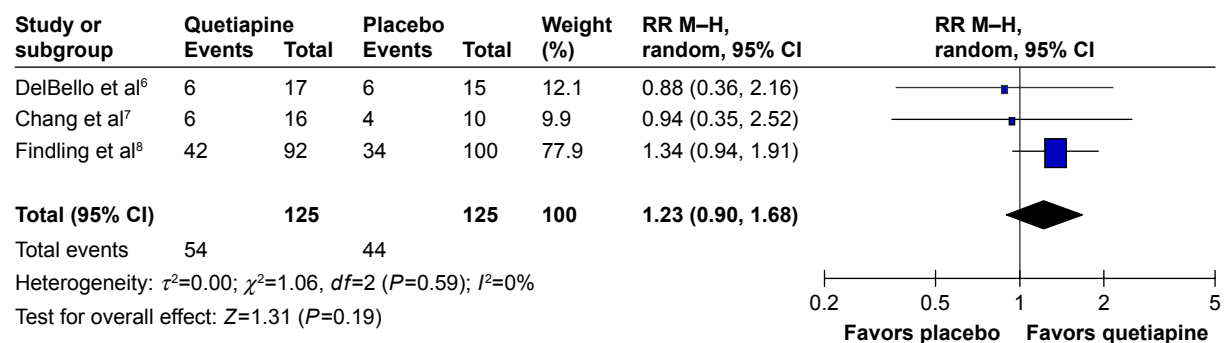 Study or Quetiapine Placebo Weight RR M–H, RR M–H,
subgroup Events Total Events Total (%) random, 95% CI random, 95% CI
DelBello et al⁶ 6 17 6 15 12.1 0.88 (0.36, 2.16)
Chang et al⁷ 6 16 4 10 9.9 0.94 (0.35, 2.52)
Findling et al⁸ 42 92 34 100 77.9 1.34 (0.94, 1.91)
Total (95% CI) 125 125 100 1.23 (0.90, 1.68)
Total events 54 44
Heterogeneity: τ²=0.00; χ²=1.06, df=2 (P=0.59); I²=0%
Test for overall effect: Z=1.31 (P=0.19)
0.2 0.5 1 2 5
Favors placebo Favors quetiapine